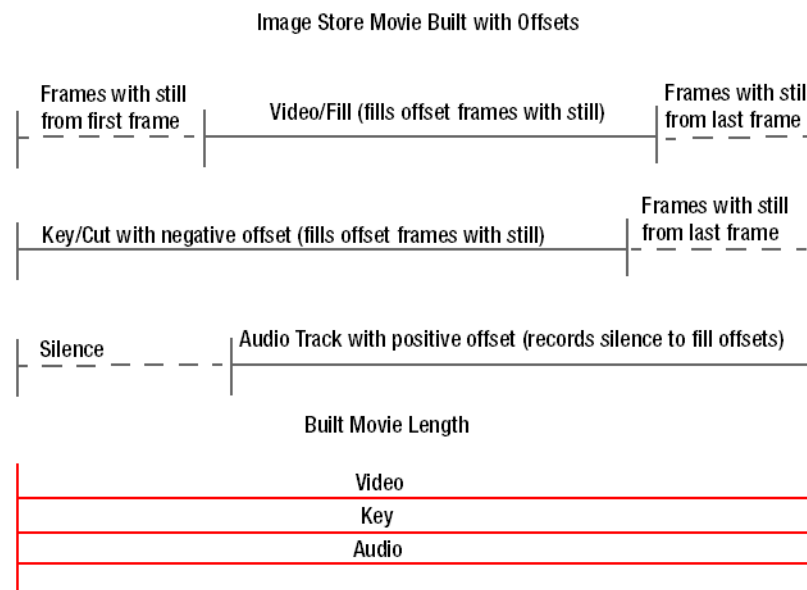 Image Store Movie Built with Offsets
Frames with still
from first frame
Video/Fill (fills offset frames with still)
Frames with still
from last frame
Key/Cut with negative offset (fills offset frames with still)
Frames with still
from last frame
Silence
Audio Track with positive offset (records silence to fill offsets)
Built Movie Length
Video
Key
Audio